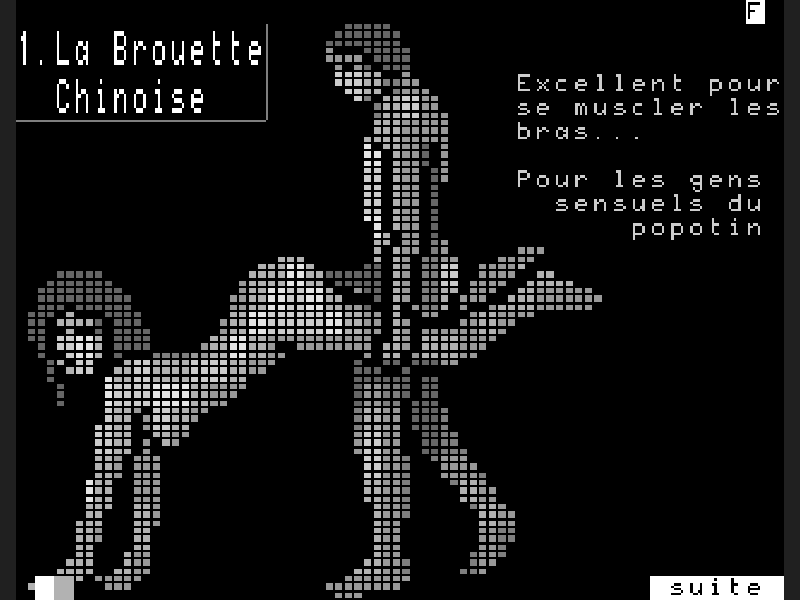 F
1.La Brouette
Chinoise
Excellent pour
se muscler les
bras...
Pour les gens
sensuels du
popotin
suite